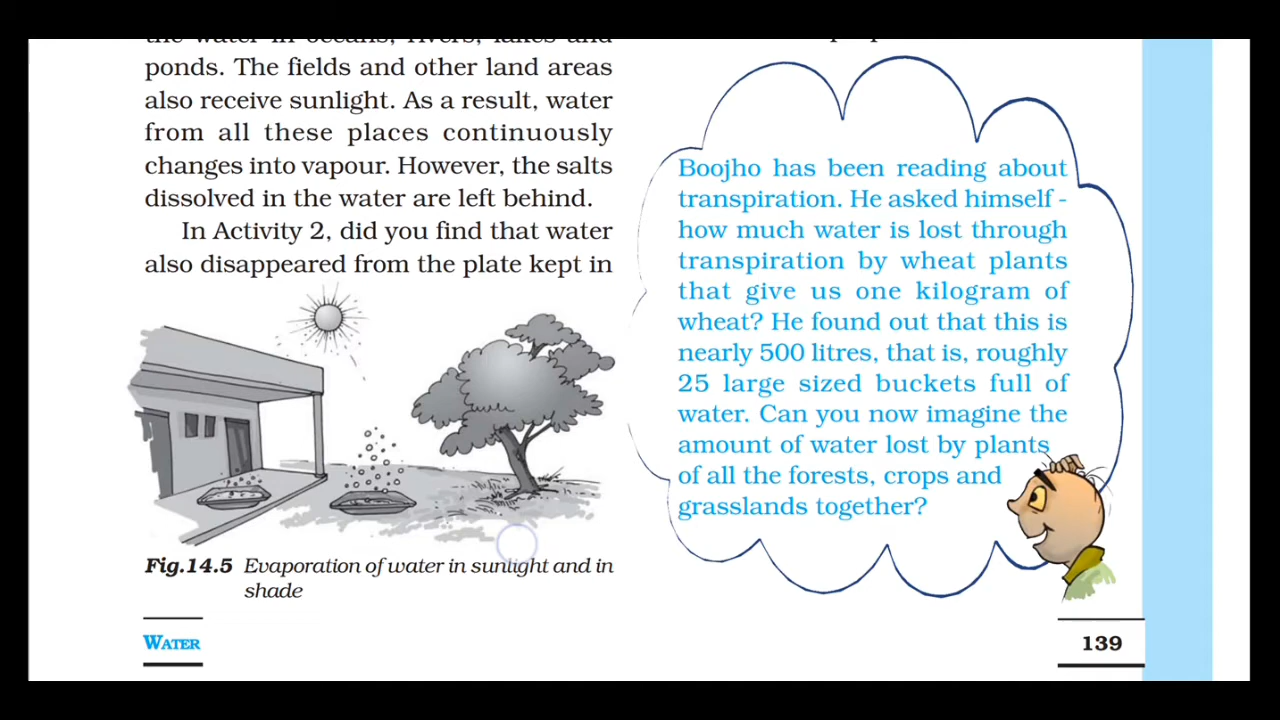 ponds. The fields and other land areas
also receive sunlight. As a result, water
from all these places continuously
changes into vapour. However, the salts
dissolved in the water are left behind.
In Activity 2, did you find that water
also disappeared from the plate kept in
Fig.14.5 Evaporation of water in sunlight and in
shade
Boojho has been reading about
transpiration. He asked himself -
how much water is lost through
transpiration by wheat plants
that give us one kilogram of
wheat? He found out that this is
nearly 500 litres, that is, roughly
25 large sized buckets full of
water. Can you now imagine the
amount of water lost by plants
of all the forests, crops and
grasslands together?
WATER
139